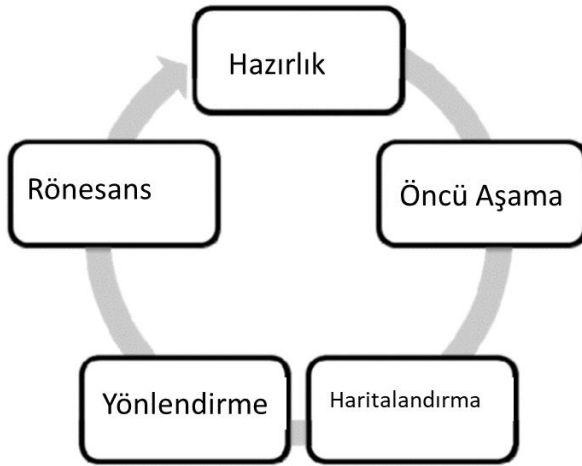 Hazırlık
Öncü Aşama
Haritalandırma
Yönlendirme
Rönesans